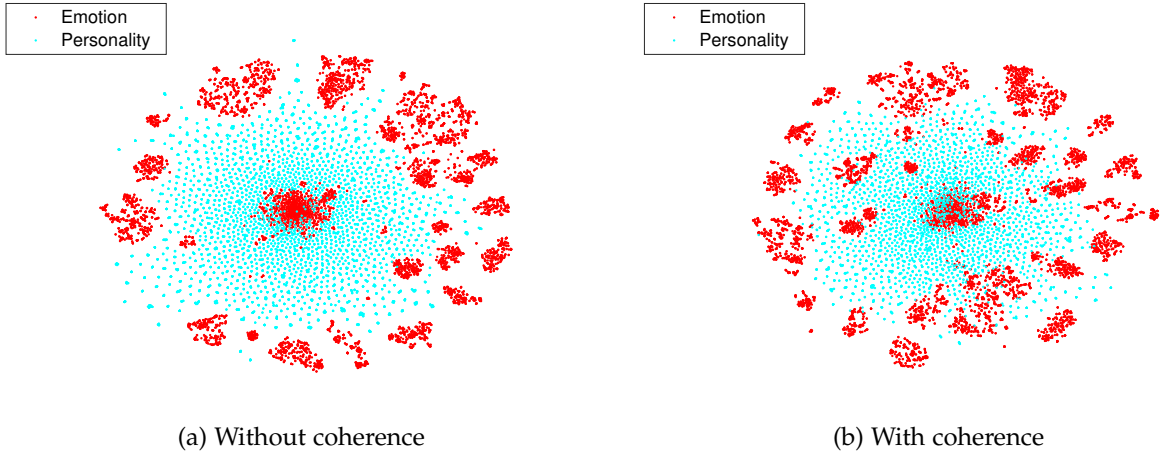 Emotion
Personality
Emotion
Personality
(a) Without coherence
(b) With coherence